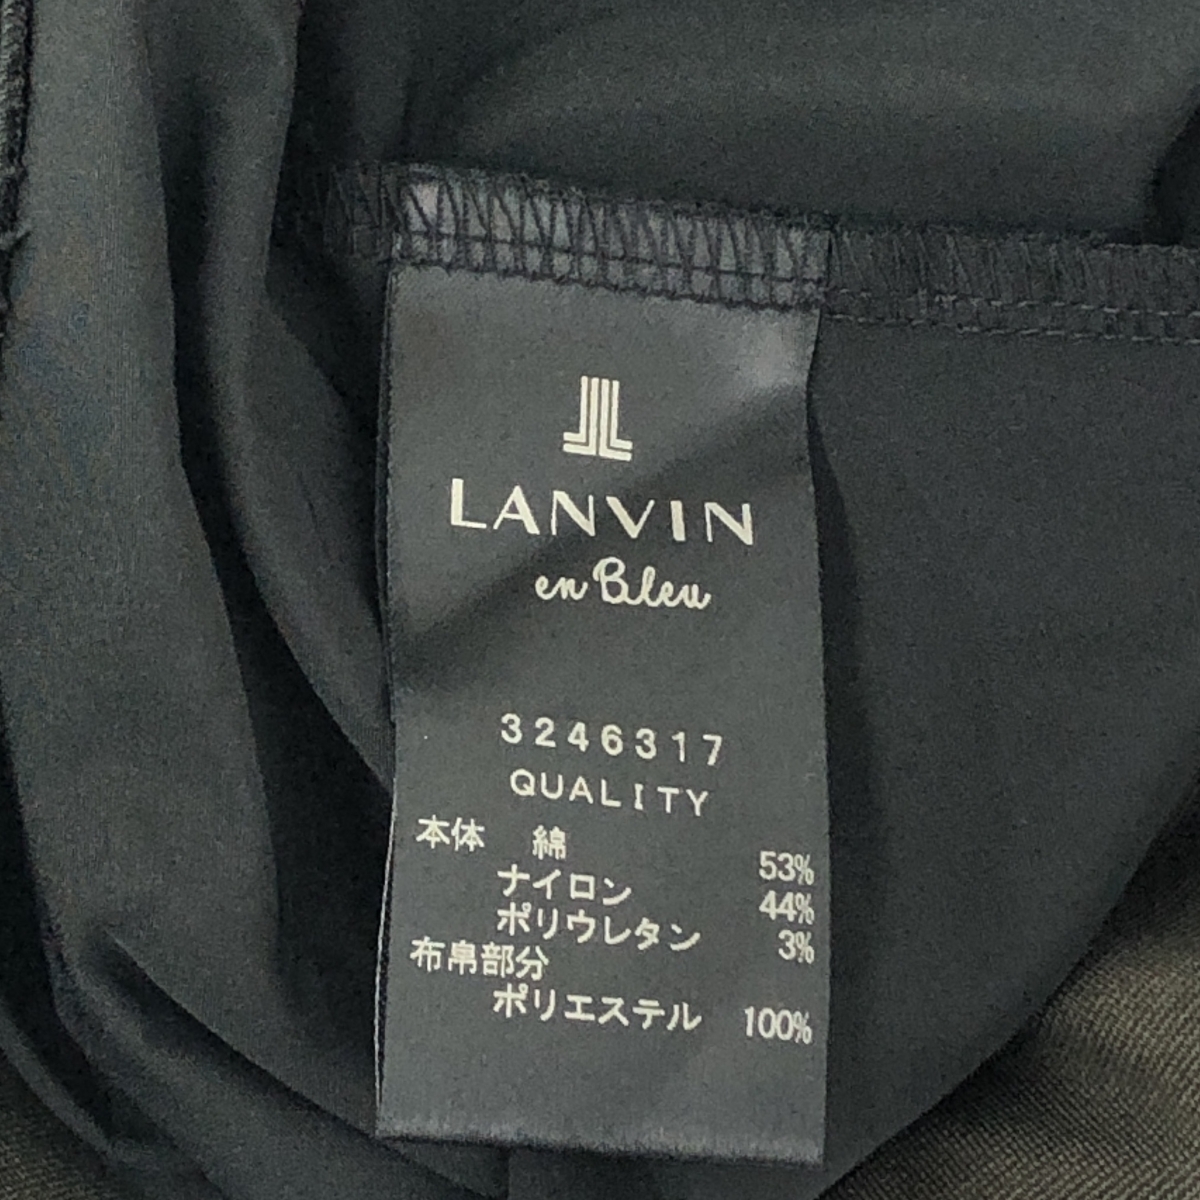 LANVIN
en Bleu
3246317
QUALITY
本体 綿 53%
ナイロン 44%
ポリウレタン 3%
布帛部分
ポリエステル 100%